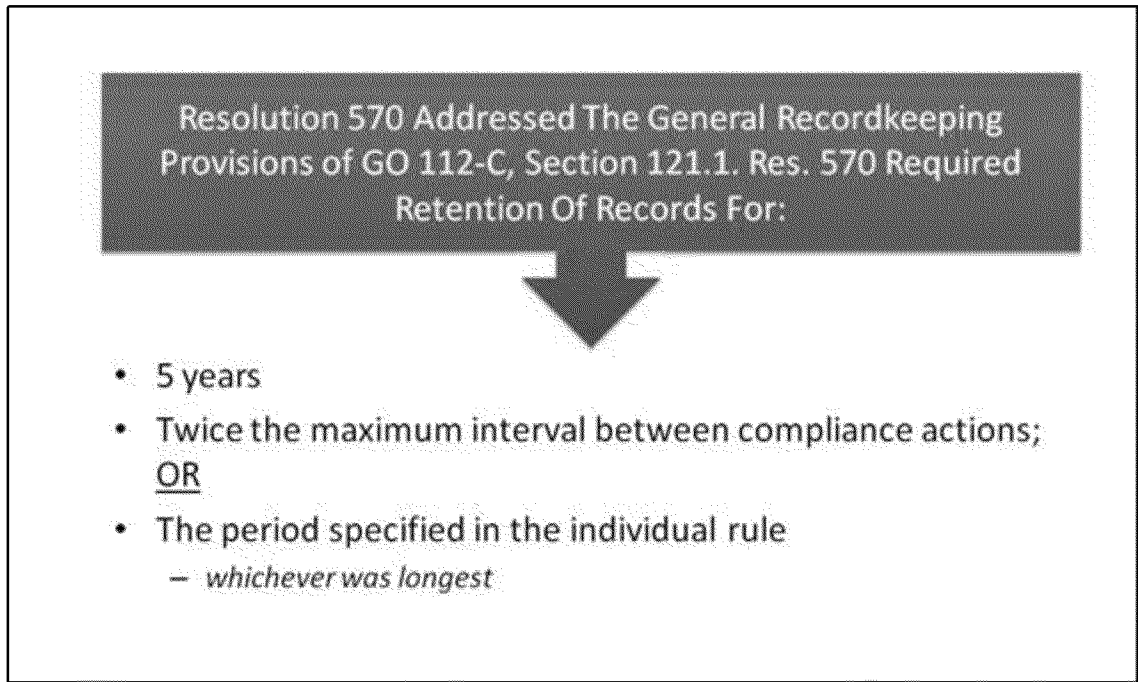 Resolution 570 Addressed The General Recordkeeping
Provisions of GO 112-C, Section 121.1. Res. 570 Required
Retention Of Records For:
• 5 years
• Twice the maximum interval between compliance actions;
OR
• The period specified in the individual rule
– whichever was longest